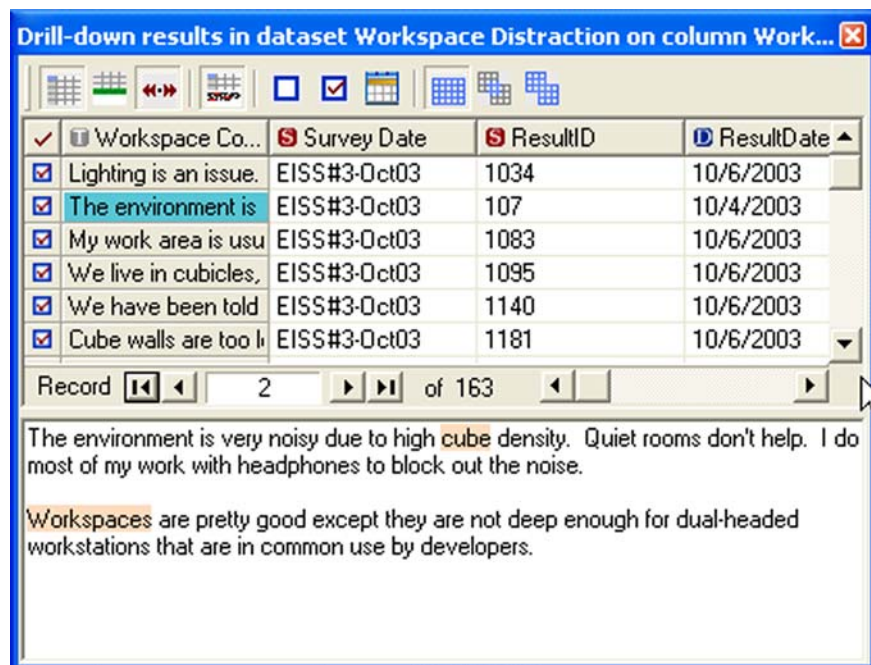 Drill-down results in dataset Workspace Distraction on column Work...
Workspace Co... Survey Date ResultID ResultDate
Lighting is an issue. EISS#3-Oct03 1034 10/6/2003
The environment is EISS#3-Oct03 107 10/4/2003
My work area is usu EISS#3-Oct03 1083 10/6/2003
We live in cubicles, EISS#3-Oct03 1095 10/6/2003
We have been told EISS#3-Oct03 1140 10/6/2003
Cube walls are too l EISS#3-Oct03 1181 10/6/2003
Record 2 of 163
The environment is very noisy due to high cube density. Quiet rooms don't help. I do
most of my work with headphones to block out the noise.
Workspaces are pretty good except they are not deep enough for dual-headed
workstations that are in common use by developers.